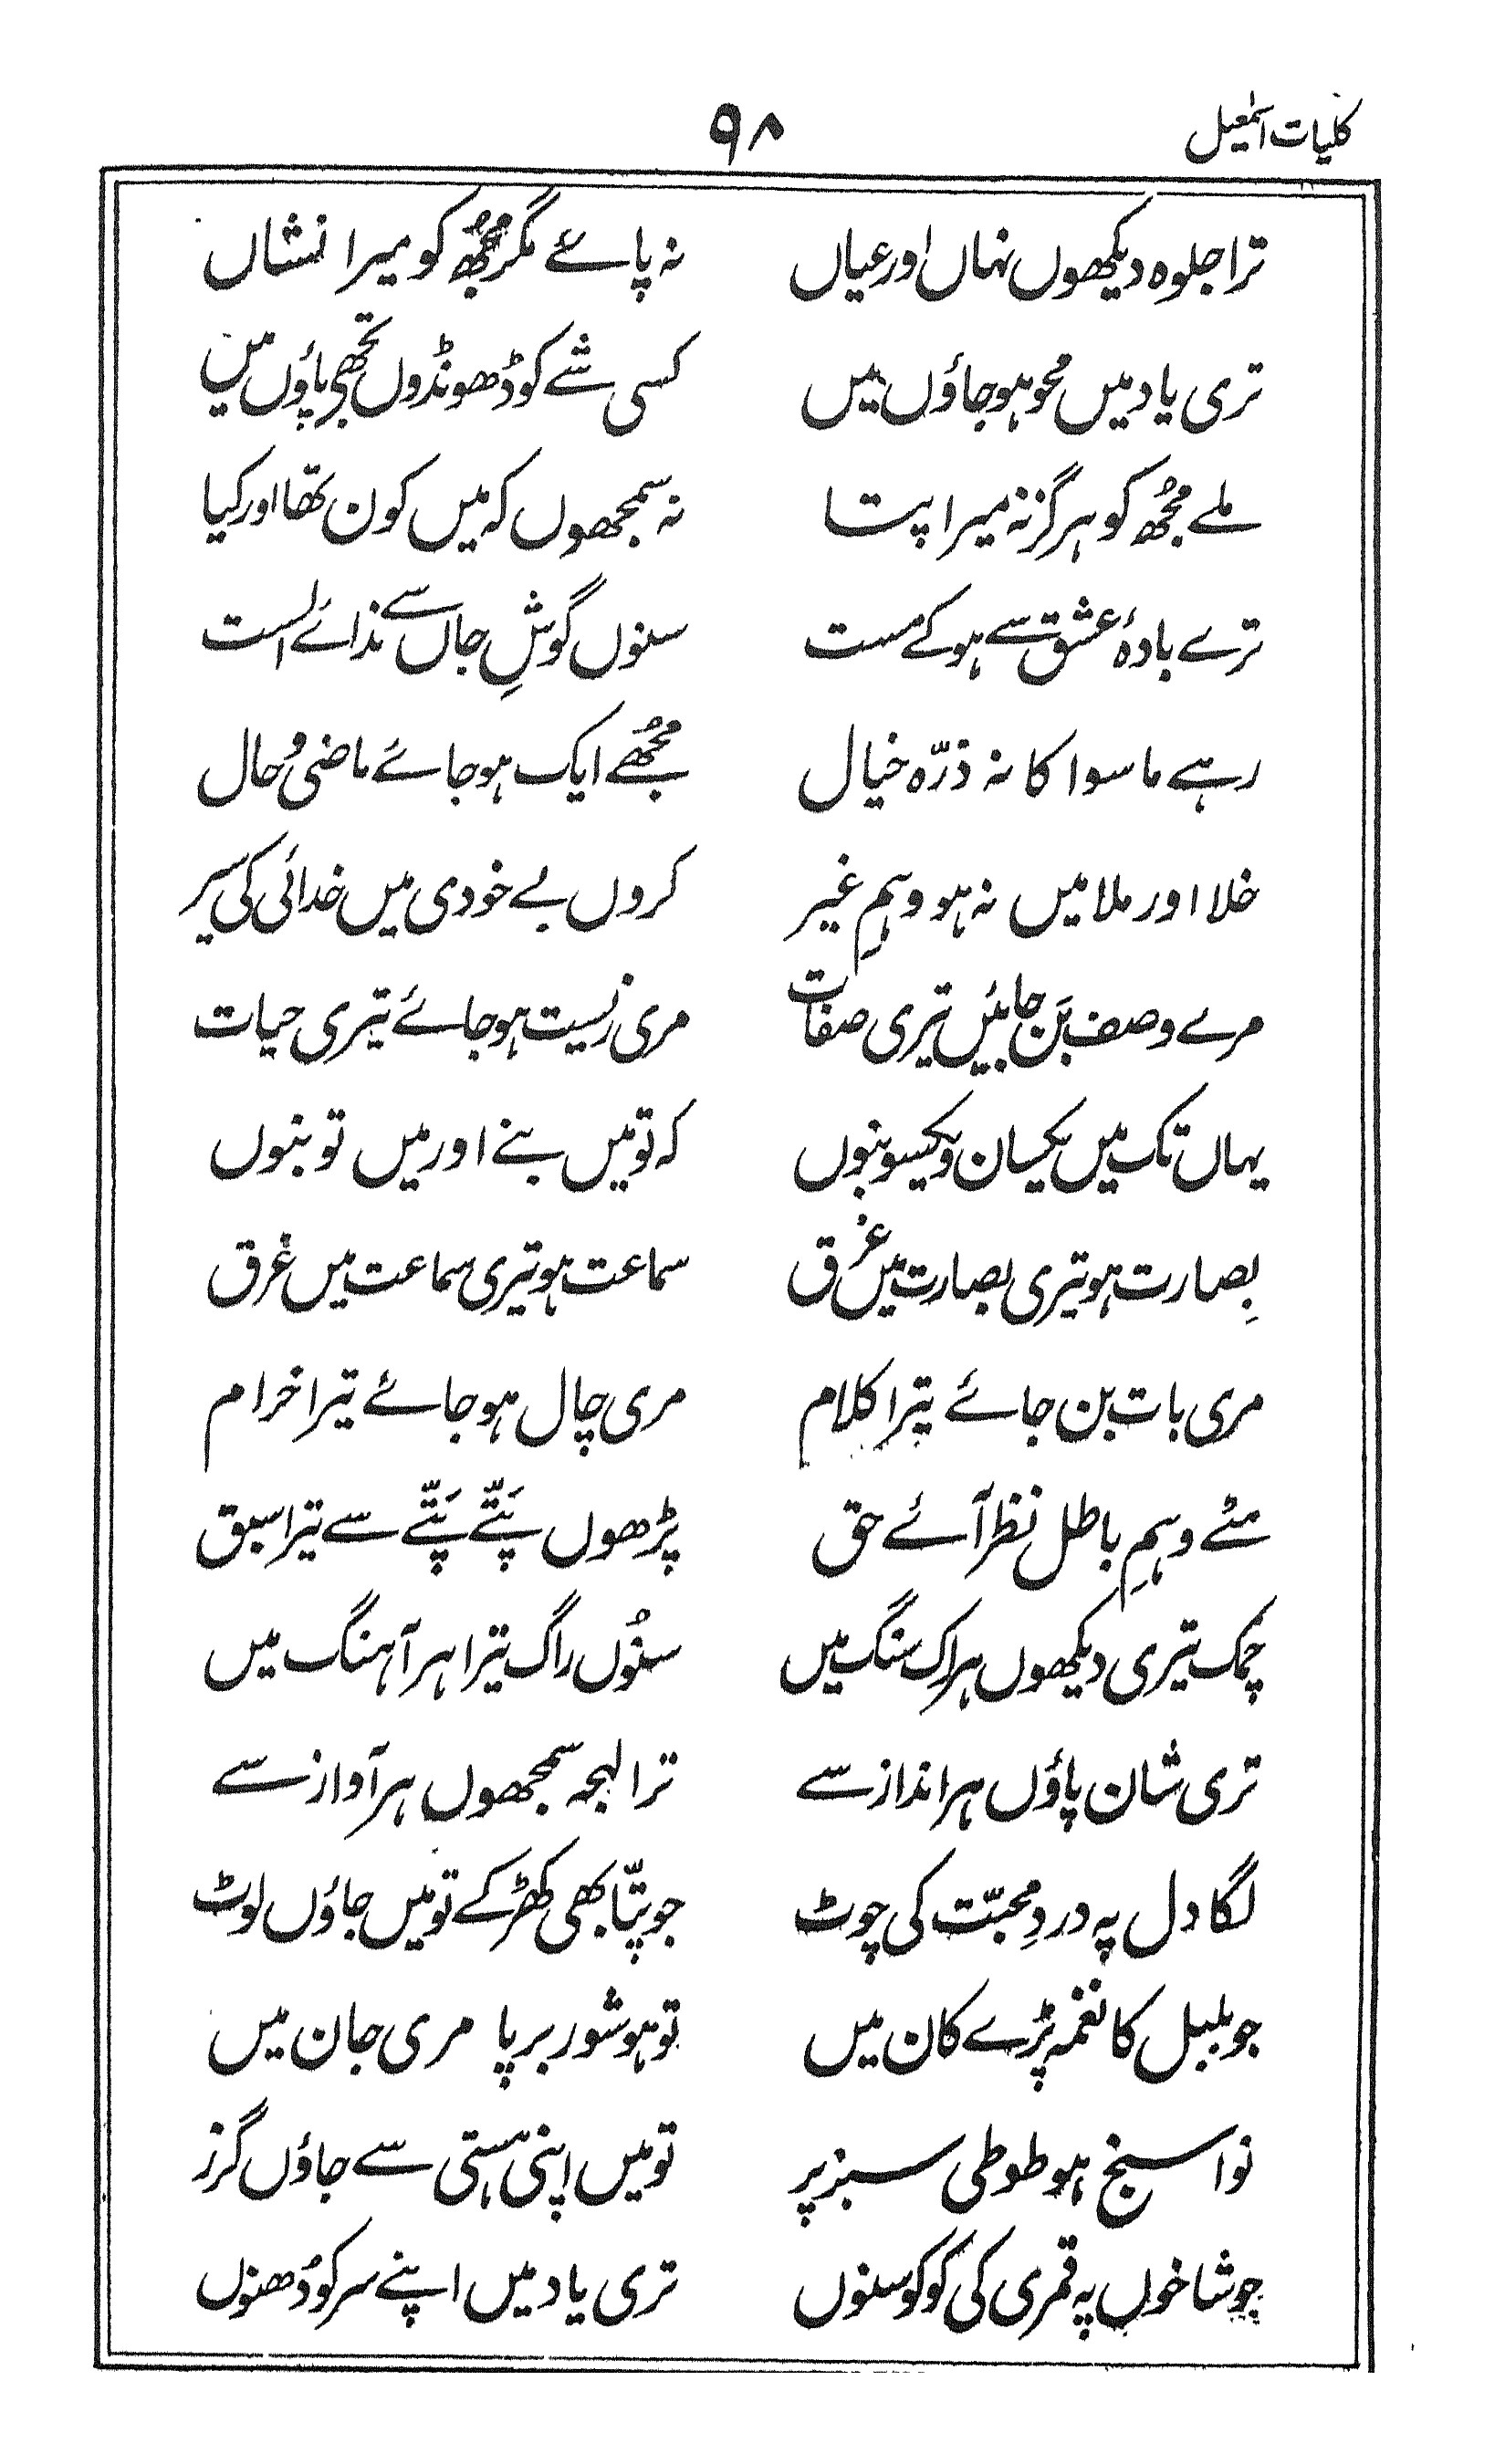 کلیات اسمٰعیل ۹۸
ترا جلوہ دیکھوں نہاں اور عیاں نہ پائے مگر مجھُ کو میرا نشاں
تری یاد میں محو ہو جاؤں میں کسی شے کو ڈھونڈوں تجھی پاؤں میں
ملے مجھُ کو ہرگز نہ میرا پتا نہ سمجھوں کہ میں کون تھا اور کیا
ترے بادۂ عشق سے ہو کے مست سنوں گوشِ جاں سے ندائے الست
رہے ماسوا کا نہ ذرّہ خیال مجھُے ایک ہو جائے ماضی و حال
خلا اور ملا میں نہ ہو وہمِ غیر کروں بے خودی میں خدائی کی سیر
مرے وصف بَن جائیں تیری صفات مری زیست ہو جائے تیری حیات
یہاں تک میں یکسان و یکسو بنوں کہ تو میں بنے اور میں تو بنوں
بِصارت ہو تیری بصارت میں غرق سماعت ہو تیری سماعت میں غرق
مری بات بن جائے تیرا کلام مری چال ہو جائے تیرا خرام
مٹے وہمِ باطل نظر آئے حق پڑھوں پَتّے پَتّے سے تیرا سبق
چمک تیری دیکھوں ہر اک سنگ میں سنُوں راگ تیرا ہر آہنگ میں
تری شان پاؤں ہر انداز سے ترا لہجہ سمجھوں ہر آواز سے
لگا دل پہ دردِ محبّت کی چوٹ جو پتّا بھی کھڑکے تو میں جاؤں لوٹ
جو بلبل کا نغمہ پڑے کان میں تو ہو شور برپا مری جان میں
نوا سنج ہو طوطی سبز پر تو میں اپنی ہستی سے جاؤں گزر
جو شاخوں پہ قمری کی کوکو سنوں تری یاد میں اپنے سر کو دُھنوں